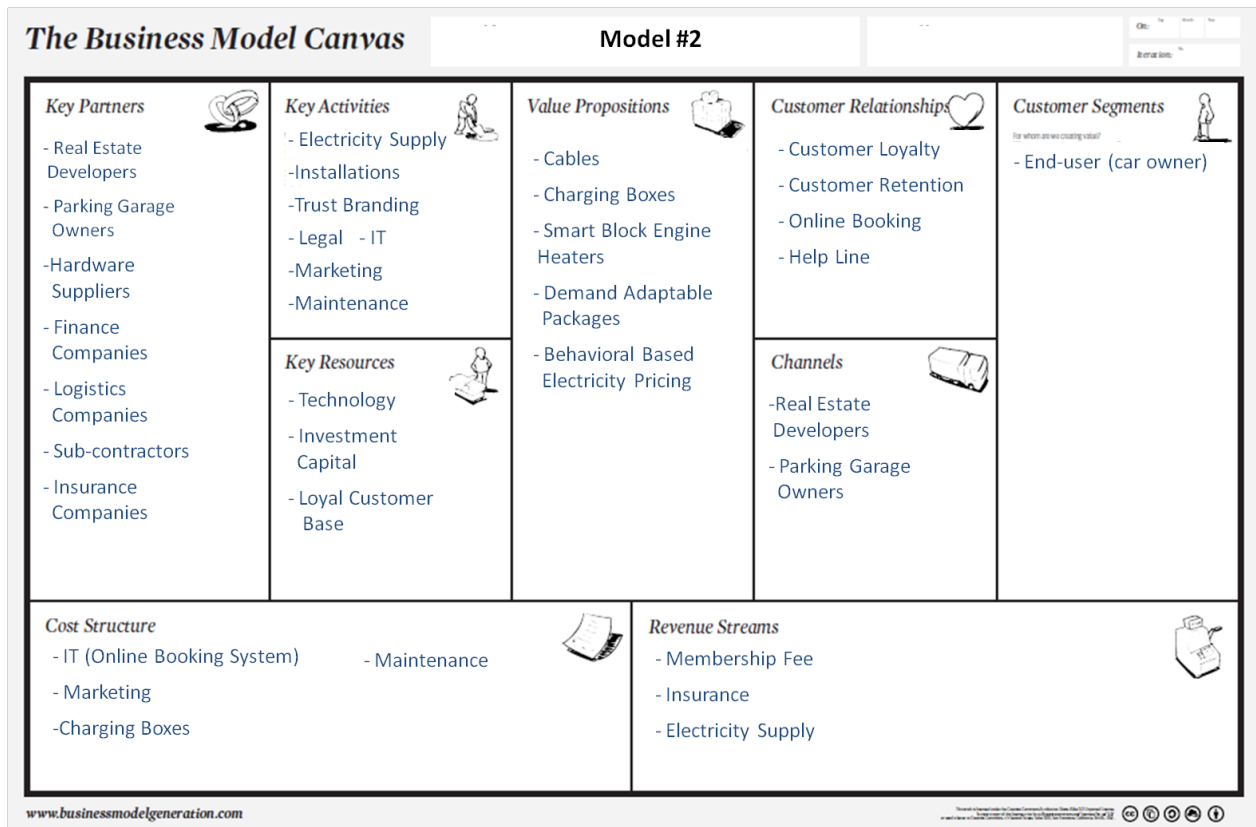 The Business Model Canvas
Model #2
On:
Iteration:
Key Partners
- Real Estate
Developers
- Parking Garage
Owners
-Hardware
Suppliers
- Finance
Companies
- Logistics
Companies
- Sub-contractors
- Insurance
Companies
Key Activities
- Electricity Supply
-Installations
-Trust Branding
- Legal - IT
-Marketing
-Maintenance
Key Resources
- Technology
- Investment
Capital
- Loyal Customer
Base
Value Propositions
- Cables
- Charging Boxes
- Smart Block Engine
Heaters
- Demand Adaptable
Packages
- Behavioral Based
Electricity Pricing
Customer Relationships
- Customer Loyalty
- Customer Retention
- Online Booking
- Help Line
Channels
-Real Estate
Developers
- Parking Garage
Owners
Customer Segments
For whom are we creating value?
- End-user (car owner)
Cost Structure
- IT (Online Booking System)
- Marketing
-Charging Boxes
- Maintenance
Revenue Streams
- Membership Fee
- Insurance
- Electricity Supply
www.businessmodelgeneration.com